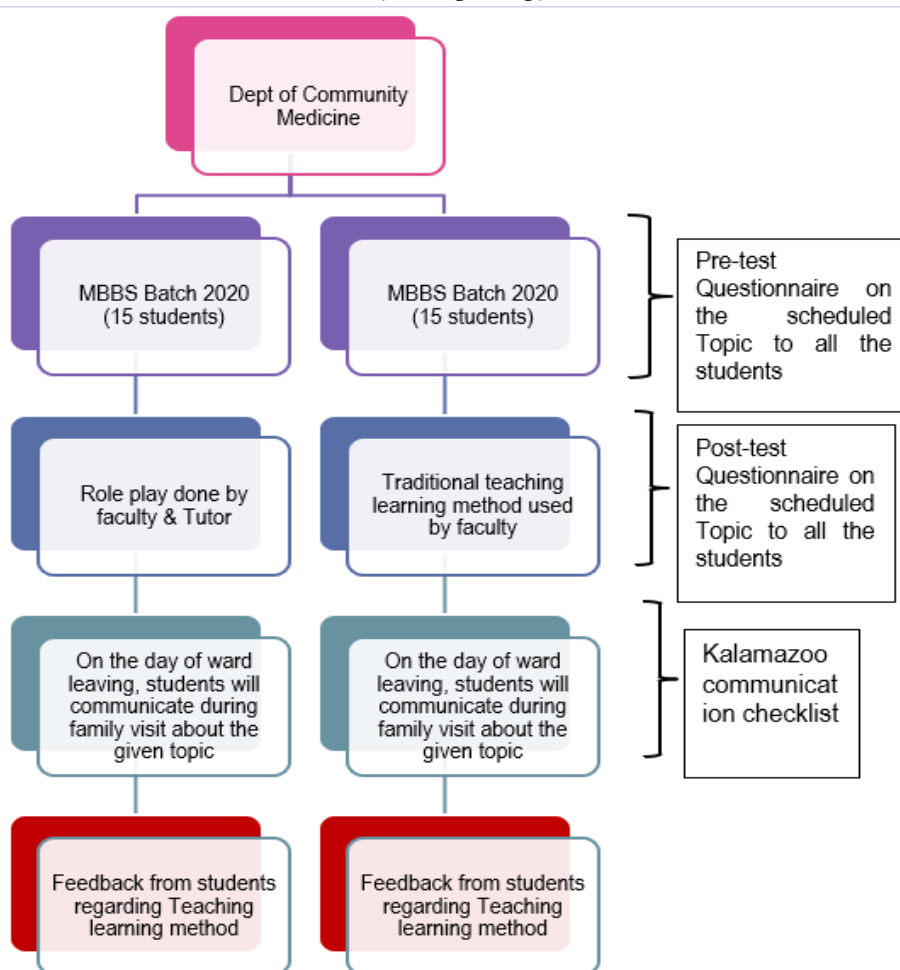 Dept of Community
Medicine
MBBS Batch 2020
(15 students)
MBBS Batch 2020
(15 students)
Pre-test
Questionnaire on
the scheduled
Topic to all the
students
Role play done by
faculty & Tutor
Traditional teaching
learning method used
by faculty
Post-test
Questionnaire on
the scheduled
Topic to all the
students
On the day of ward
leaving, students will
communicate during
family visit about the
given topic
On the day of ward
leaving, students will
communicate during
family visit about the
given topic
Kalamazoo
communicat
ion checklist
Feedback from students
regarding Teaching
learning method
Feedback from students
regarding Teaching
learning method